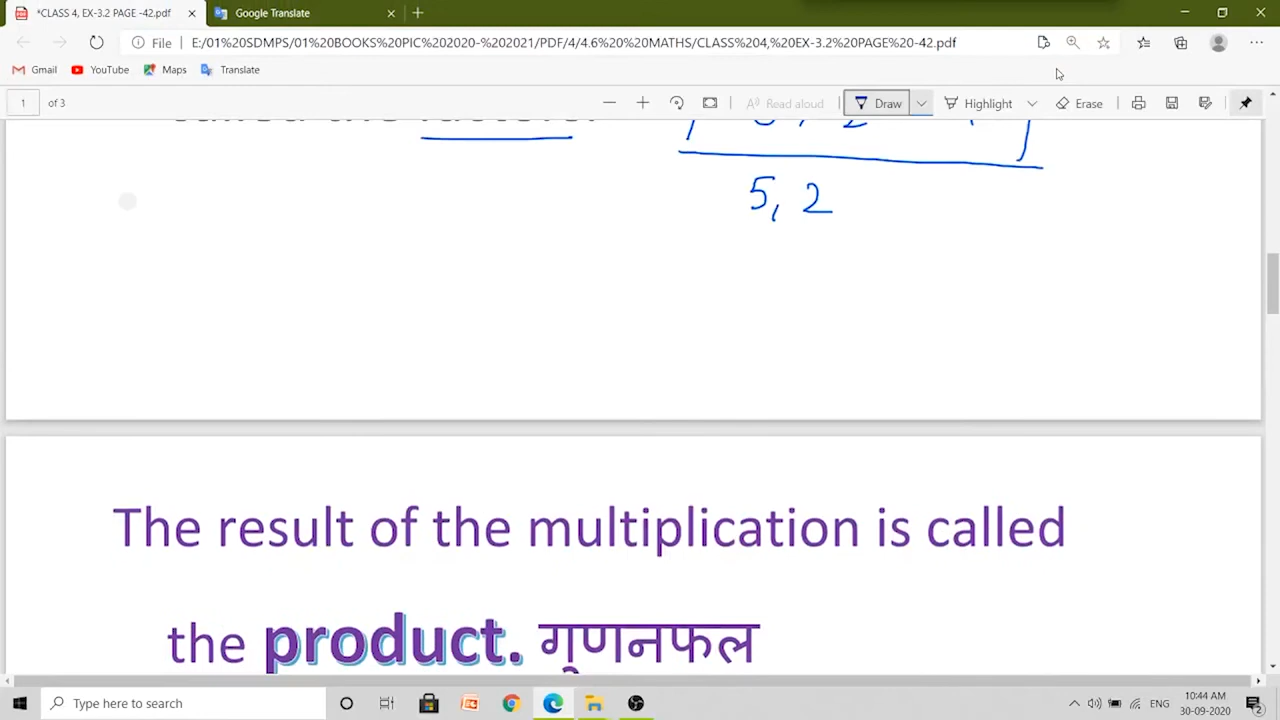 *CLASS 4, EX-3.2 PAGE -42.pdf
Google Translate
File
E:/01%20SDMPS/01%20BOOKS%20PIC%202020-%202021/PDF/4/4.6%20%20MATHS/CLASS%204,%20EX-3.2%20PAGE%20-42.pdf
Gmail YouTube Maps Translate
1 of 3
Read aloud Draw Highlight Erase
5, 2
The result of the multiplication is called
the product. गुणनफल
Type here to search
ENG
10:44 AM
30-09-2020
2